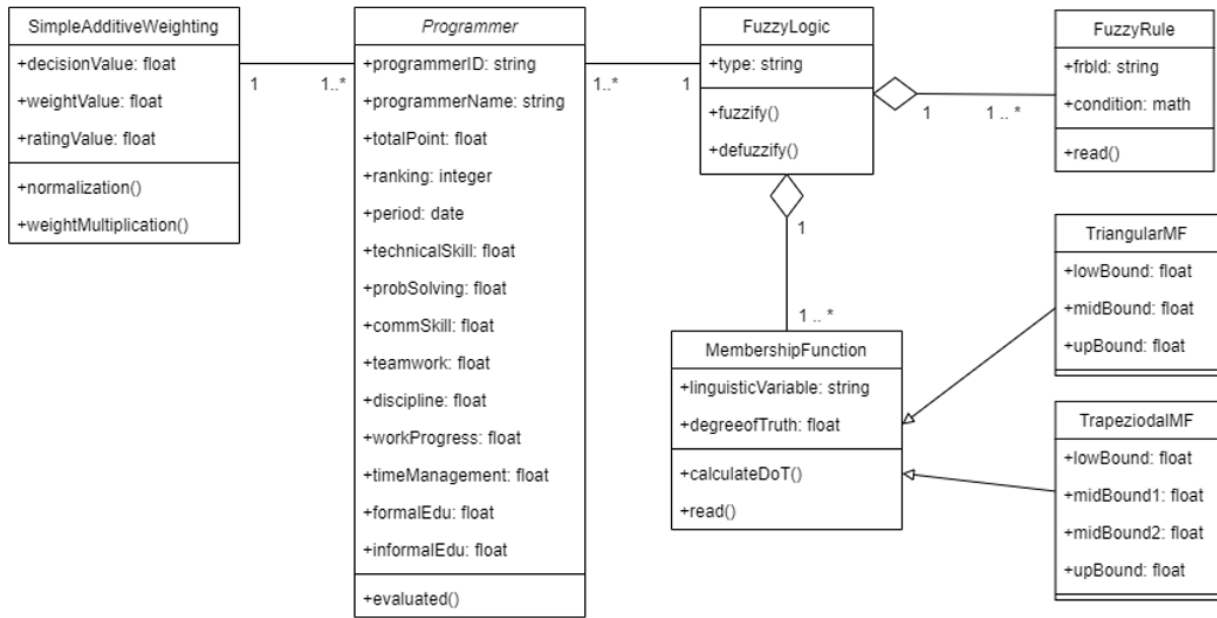 SimpleAdditiveWeighting
+decisionValue: float
+weightValue: float
+ratingValue: float
+normalization()
+weightMultiplication()
1
1..*
Programmer
+programmerID: string
+programmerName: string
+totalPoint: float
+ranking: integer
+period: date
+technicalSkill: float
+probSolving: float
+commSkill: float
+teamwork: float
+discipline: float
+workProgress: float
+timeManagement: float
+formalEdu: float
+informalEdu: float
+evaluated()
1..*
1
FuzzyLogic
+type: string
+fuzzify()
+defuzzify()
1
1 .. *
FuzzyRule
+frbId: string
+condition: math
+read()
1
1 .. *
MembershipFunction
+linguisticVariable: string
+degreeofTruth: float
+calculateDoT()
+read()
TriangularMF
+lowBound: float
+midBound: float
+upBound: float
TrapeziodalMF
+lowBound: float
+midBound1: float
+midBound2: float
+upBound: float